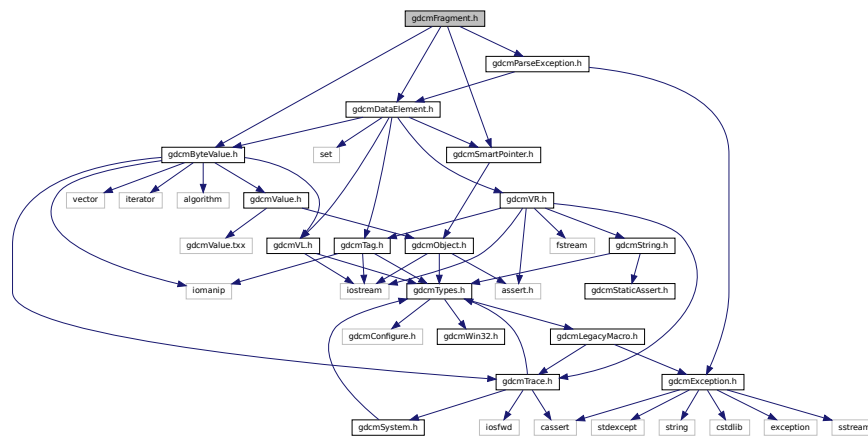 gdcmFragment.h
gdcmParseException.h
gdcmDataElement.h
gdcmByteValue.h
set
gdcmSmartPointer.h
vector
iterator
algorithm
gdcmValue.h
gdcmVR.h
gdcmValue.txx
gdcmVL.h
gdcmTag.h
gdcmObject.h
fstream
gdcmString.h
iomanip
iostream
gdcmTypes.h
assert.h
gdcmStaticAssert.h
gdcmConfigure.h
gdcmWin32.h
gdcmLegacyMacro.h
gdcmTrace.h
gdcmException.h
gdcmSystem.h
iosfwd
cassert
stdexcept
string
cstdlib
exception
sstream